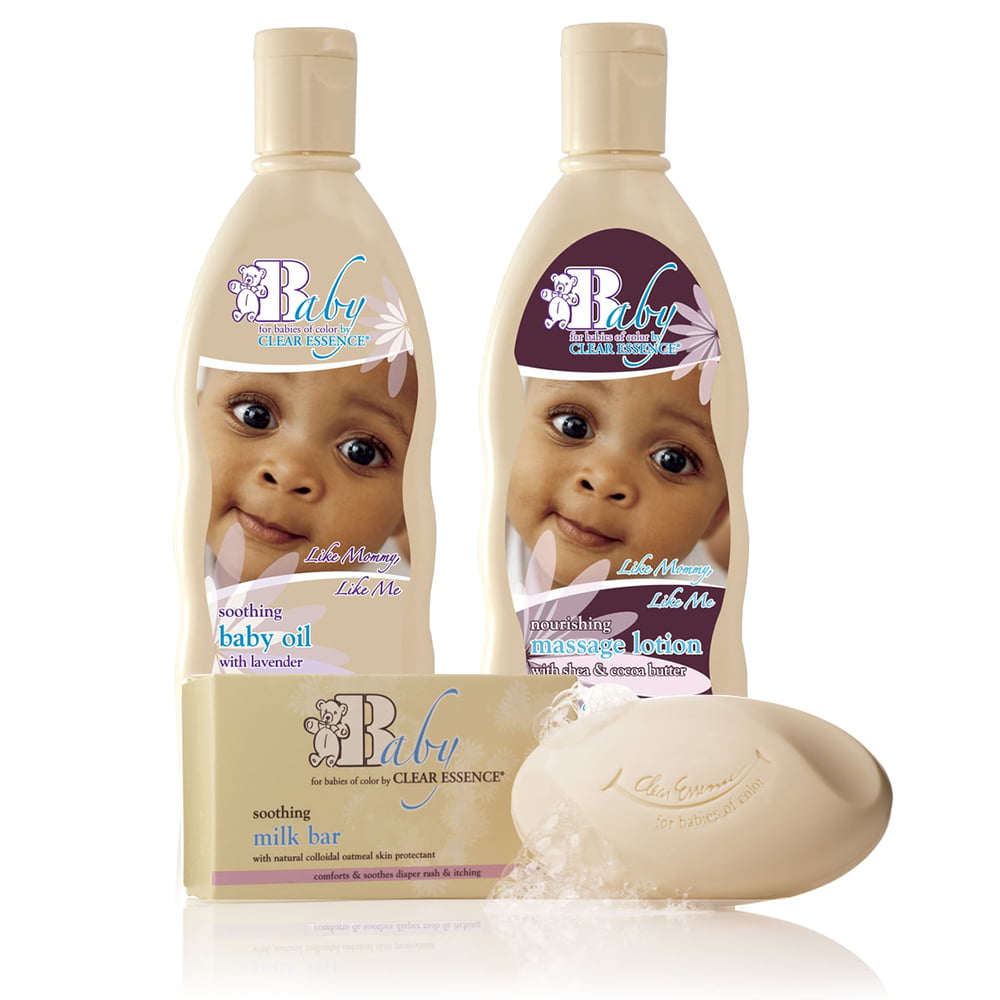 Baby
for babies of color by
CLEAR ESSENCE®
Like Mommy,
Like Me
soothing
baby oil
with lavender
Baby
for babies of color by
CLEAR ESSENCE®
Like Mommy,
Like Me
nourishing
massage lotion
with shea & cocoa butter
Baby
for babies of color by CLEAR ESSENCE®
soothing
milk bar
with natural colloidal oatmeal skin protectant
comforts & soothes diaper rash & itching
Clear Essence
for babies of color